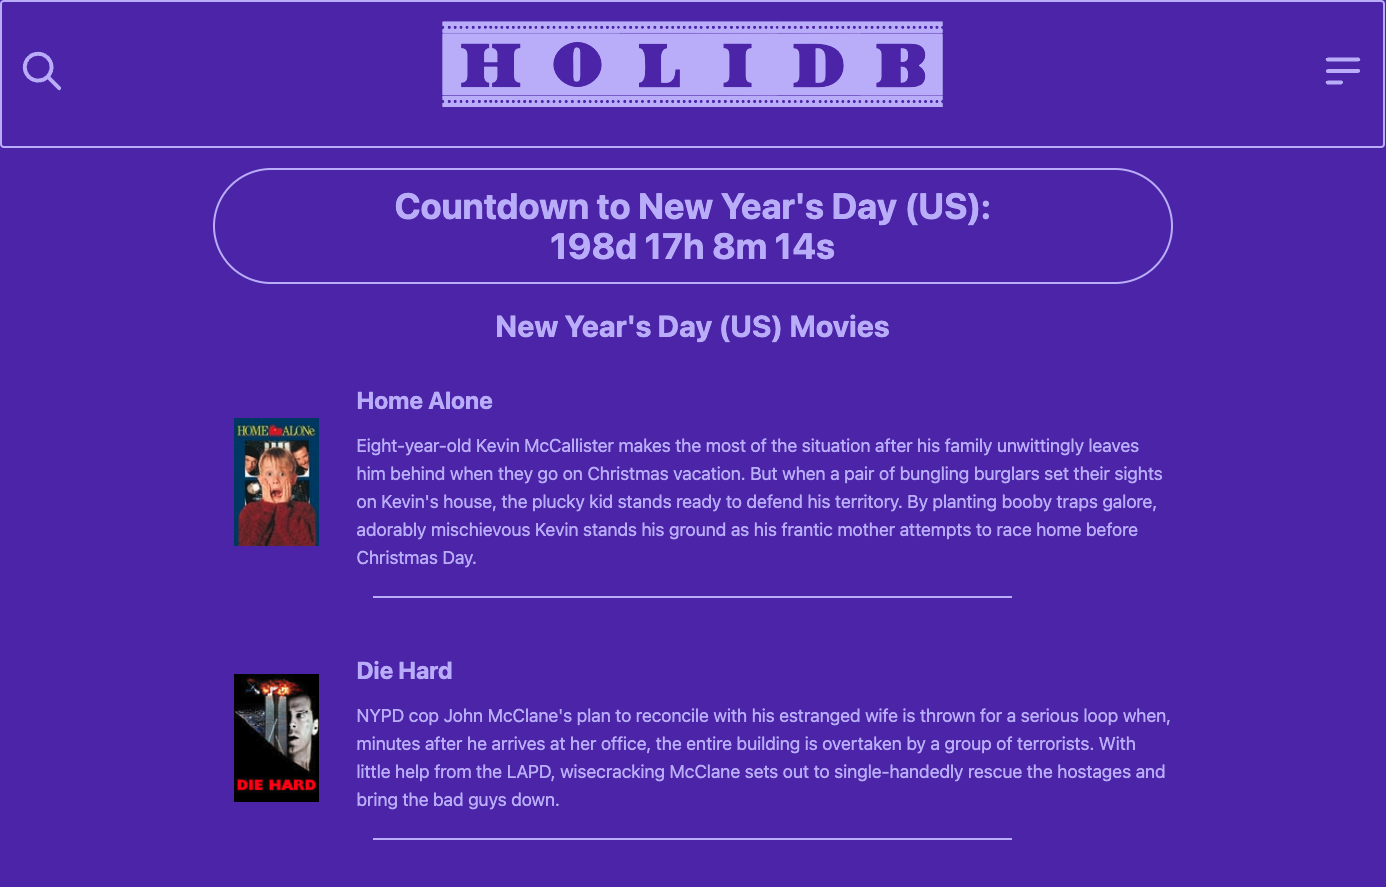 HOLIDB
Countdown to New Year's Day (US):
198d 17h 8m 14s
New Year's Day (US) Movies
Home Alone
HOME ALONe
Eight-year-old Kevin McCallister makes the most of the situation after his family unwittingly leaves
him behind when they go on Christmas vacation. But when a pair of bungling burglars set their sights
on Kevin's house, the plucky kid stands ready to defend his territory. By planting booby traps galore,
adorably mischievous Kevin stands his ground as his frantic mother attempts to race home before
Christmas Day.
Die Hard
NYPD cop John McClane's plan to reconcile with his estranged wife is thrown for a serious loop when,
minutes after he arrives at her office, the entire building is overtaken by a group of terrorists. With
little help from the LAPD, wisecracking McClane sets out to single-handedly rescue the hostages and
bring the bad guys down.
DIE HARD